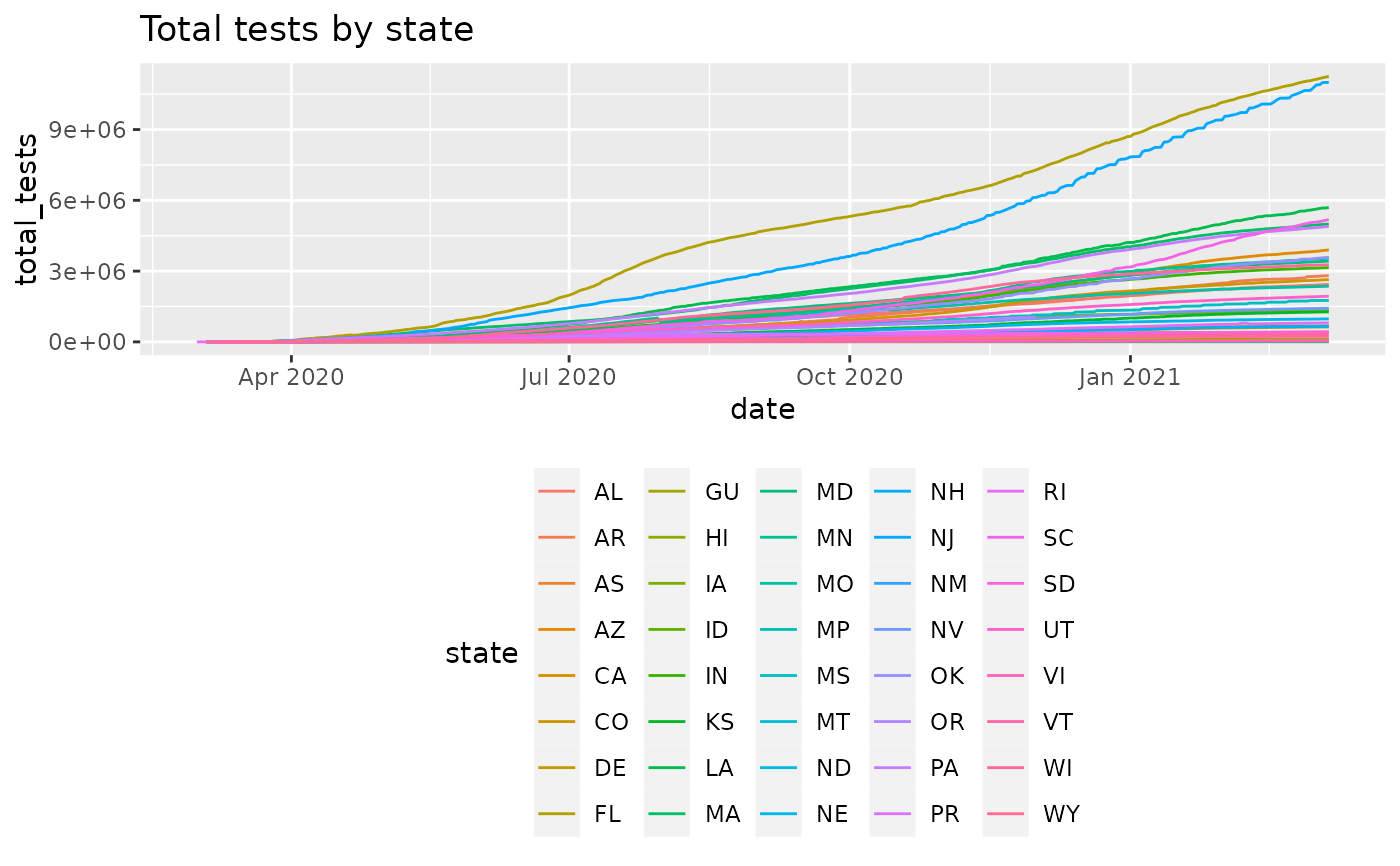 Total tests by state
total_tests
9e+06
6e+06
3e+06
0e+00
Apr 2020 Jul 2020 Oct 2020 Jan 2021
date
state
AL GU MD NH RI
AR HI MN NJ SC
AS IA MO NM SD
AZ ID MP NV UT
CA IN MS OK VI
CO KS MT OR VT
DE LA ND PA WI
FL MA NE PR WY